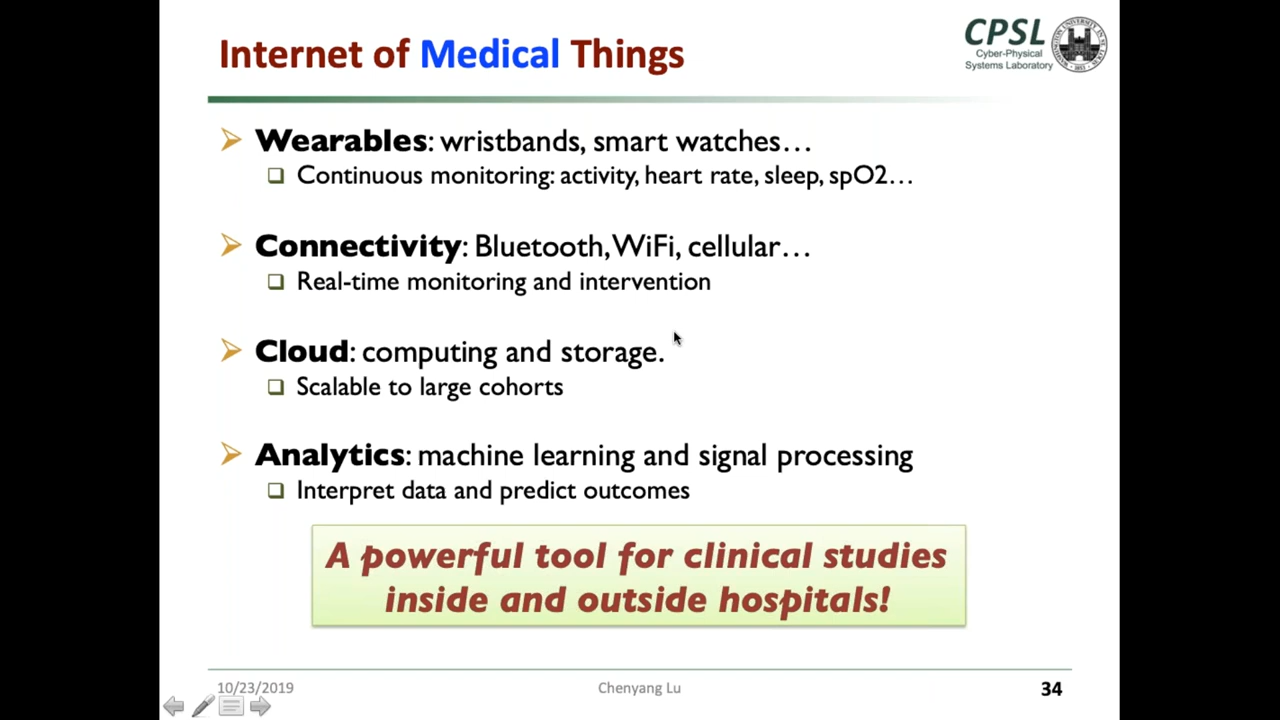 Internet of Medical Things
CPSL
Cyber-Physical
Systems Laboratory
Wearables: wristbands, smart watches…
Continuous monitoring: activity, heart rate, sleep, spO2…
Connectivity: Bluetooth, WiFi, cellular…
Real-time monitoring and intervention
Cloud: computing and storage.
Scalable to large cohorts
Analytics: machine learning and signal processing
Interpret data and predict outcomes
A powerful tool for clinical studies
inside and outside hospitals!
10/23/2019
Chenyang Lu
34